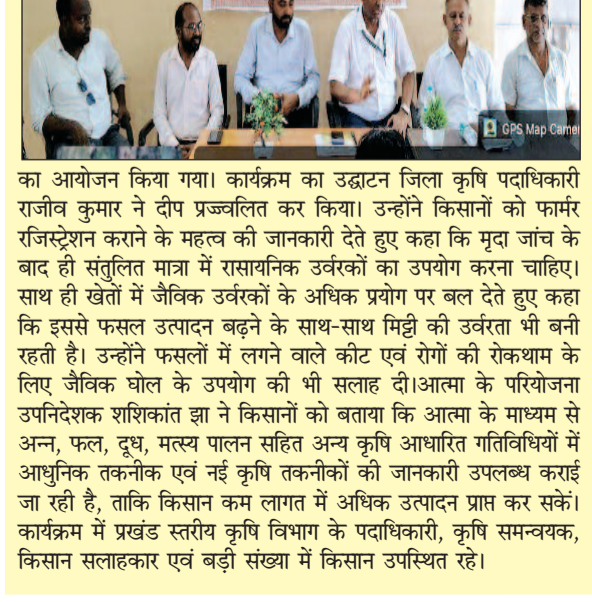 GPS Map Camer
का आयोजन किया गया। कार्यक्रम का उद्घाटन जिला कृषि पदाधिकारी
राजीव कुमार ने दीप प्रज्ज्वलित कर किया। उन्होंने किसानों को फार्मर
रजिस्ट्रेशन कराने के महत्व की जानकारी देते हुए कहा कि मृदा जांच के
बाद ही संतुलित मात्रा में रासायनिक उर्वरकों का उपयोग करना चाहिए।
साथ ही खेतों में जैविक उर्वरकों के अधिक प्रयोग पर बल देते हुए कहा
कि इससे फसल उत्पादन बढ़ने के साथ-साथ मिट्टी की उर्वरता भी बनी
रहती है। उन्होंने फसलों में लगने वाले कीट एवं रोगों की रोकथाम के
लिए जैविक घोल के उपयोग की भी सलाह दी।आत्मा के परियोजना
उपनिदेशक शशिकांत झा ने किसानों को बताया कि आत्मा के माध्यम से
अन्न, फल, दूध, मत्स्य पालन सहित अन्य कृषि आधारित गतिविधियों में
आधुनिक तकनीक एवं नई कृषि तकनीकों की जानकारी उपलब्ध कराई
जा रही है, ताकि किसान कम लागत में अधिक उत्पादन प्राप्त कर सकें।
कार्यक्रम में प्रखंड स्तरीय कृषि विभाग के पदाधिकारी, कृषि समन्वयक,
किसान सलाहकार एवं बड़ी संख्या में किसान उपस्थित रहे।